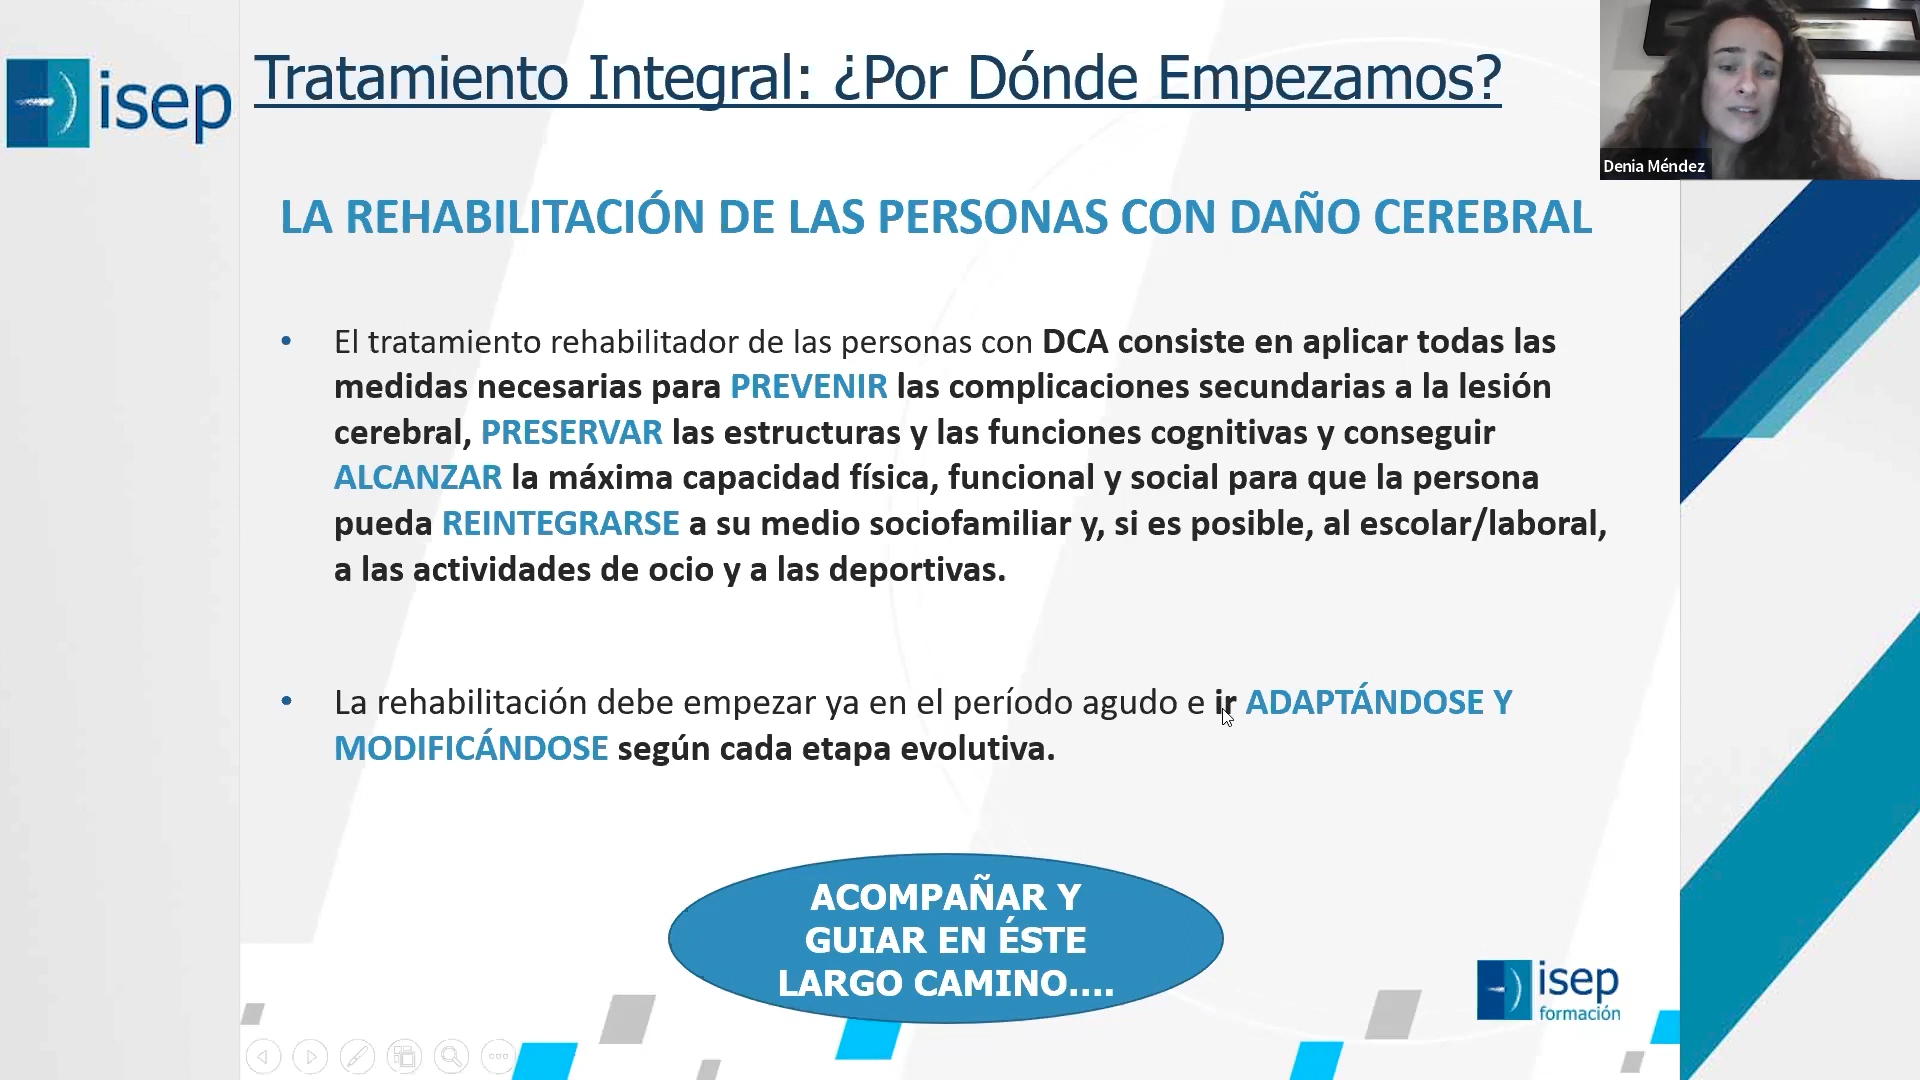 isep
Tratamiento Integral: ¿Por Dónde Empezamos?
Denia Méndez
LA REHABILITACIÓN DE LAS PERSONAS CON DAÑO CEREBRAL
• El tratamiento rehabilitador de las personas con DCA consiste en aplicar todas las
medidas necesarias para PREVENIR las complicaciones secundarias a la lesión
cerebral, PRESERVAR las estructuras y las funciones cognitivas y conseguir
ALCANZAR la máxima capacidad física, funcional y social para que la persona
pueda REINTEGRARSE a su medio sociofamiliar y, si es posible, al escolar/laboral,
a las actividades de ocio y a las deportivas.
• La rehabilitación debe empezar ya en el período agudo e ir ADAPTÁNDOSE Y
MODIFICÁNDOSE según cada etapa evolutiva.
ACOMPAÑAR Y
GUIAR EN ÉSTE
LARGO CAMINO....
isep
formación